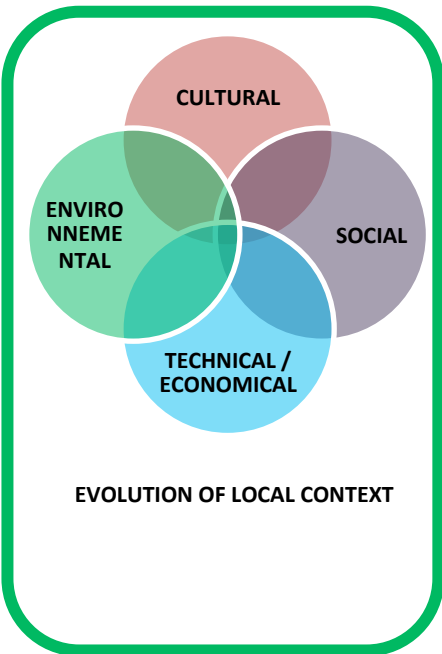 CULTURAL
ENVIRO
NNEME
NTAL
SOCIAL
TECHNICAL /
ECONOMICAL
EVOLUTION OF LOCAL CONTEXT